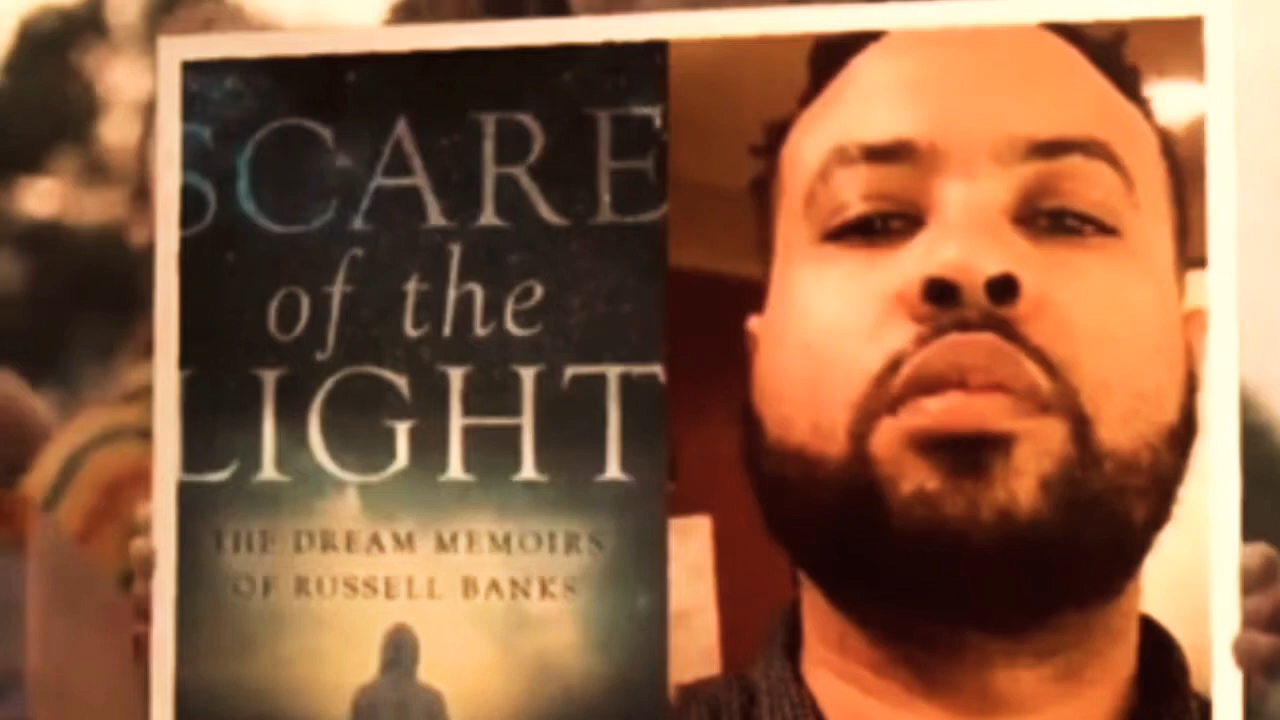 SCARE
of the
LIGHT
THE DREAM MEMOIRS
OF RUSSELL BANKS